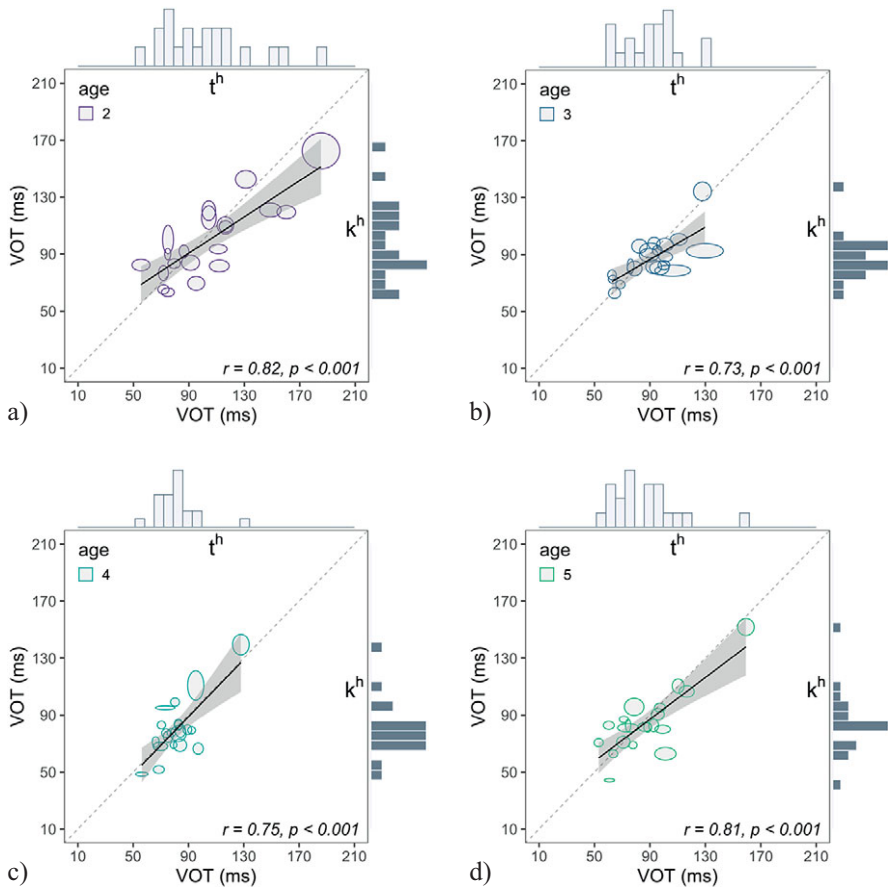 tʰ
210
170
130
90
50
10
VOT (ms)
age
2
kʰ
r = 0.82, p < 0.001
10 50 90 130 170 210
VOT (ms)
a)
tʰ
210
170
130
90
50
10
VOT (ms)
age
3
kʰ
r = 0.73, p < 0.001
10 50 90 130 170 210
VOT (ms)
b)
tʰ
210
170
130
90
50
10
VOT (ms)
age
4
kʰ
r = 0.75, p < 0.001
10 50 90 130 170 210
VOT (ms)
c)
tʰ
210
170
130
90
50
10
VOT (ms)
age
5
kʰ
r = 0.81, p < 0.001
10 50 90 130 170 210
VOT (ms)
d)